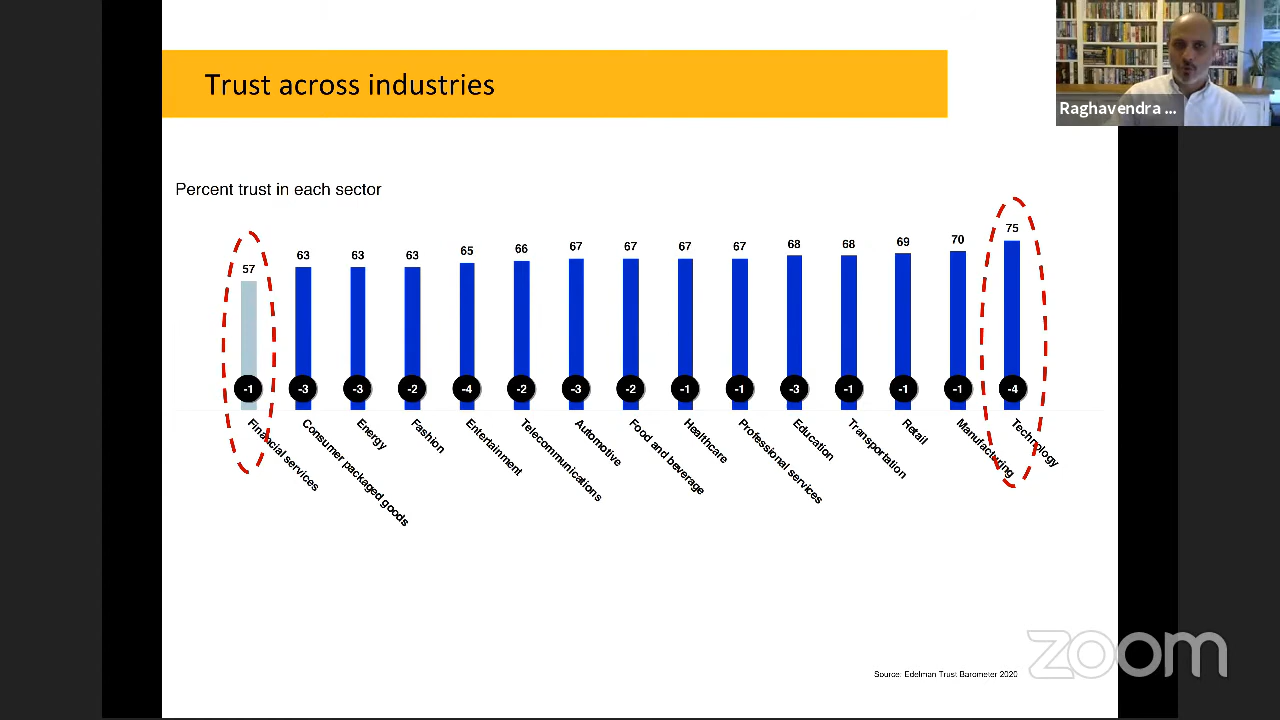 Trust across industries
Raghavendra ...
Percent trust in each sector
57
63
63
63
65
66
67
67
67
67
68
68
69
70
75
-1
-3
-3
-2
-4
-2
-3
-2
-1
-1
-3
-1
-1
-1
-4
Financial services
Consumer packaged goods
Energy
Fashion
Entertainment
Telecommunications
Automotive
Food and beverage
Healthcare
Professional services
Education
Transportation
Retail
Manufacturing
Technology
Source: Edelman Trust Barometer 2020
zoom